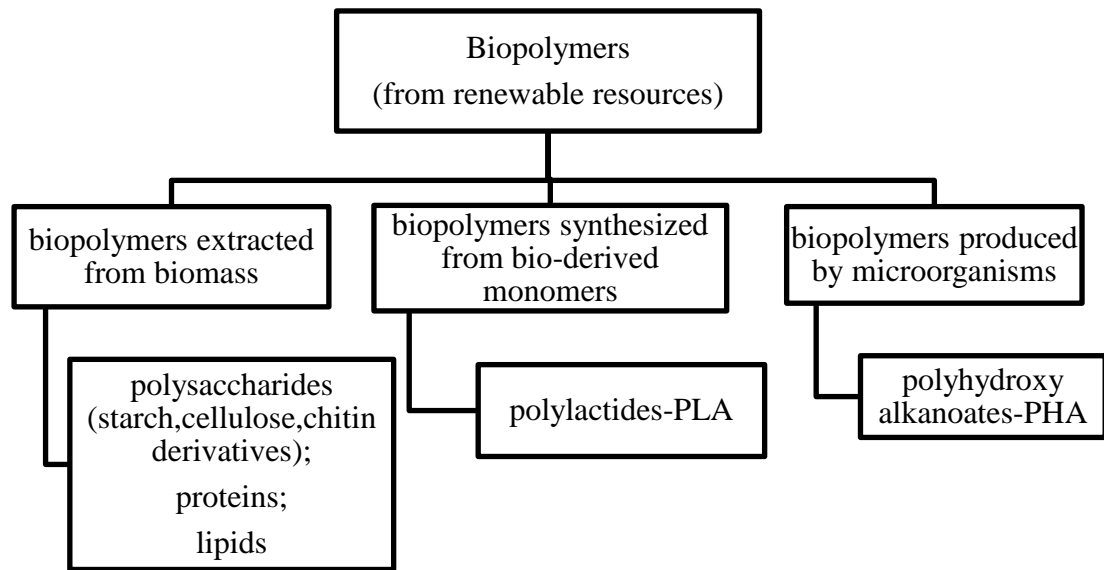 Biopolymers
(from renewable resources)
biopolymers extracted
from biomass
biopolymers synthesized
from bio-derived
monomers
biopolymers produced
by microorganisms
polysaccharides
(starch,cellulose,chitin
derivatives);
proteins;
lipids
polylactides-PLA
polyhydroxy
alkanoates-PHA